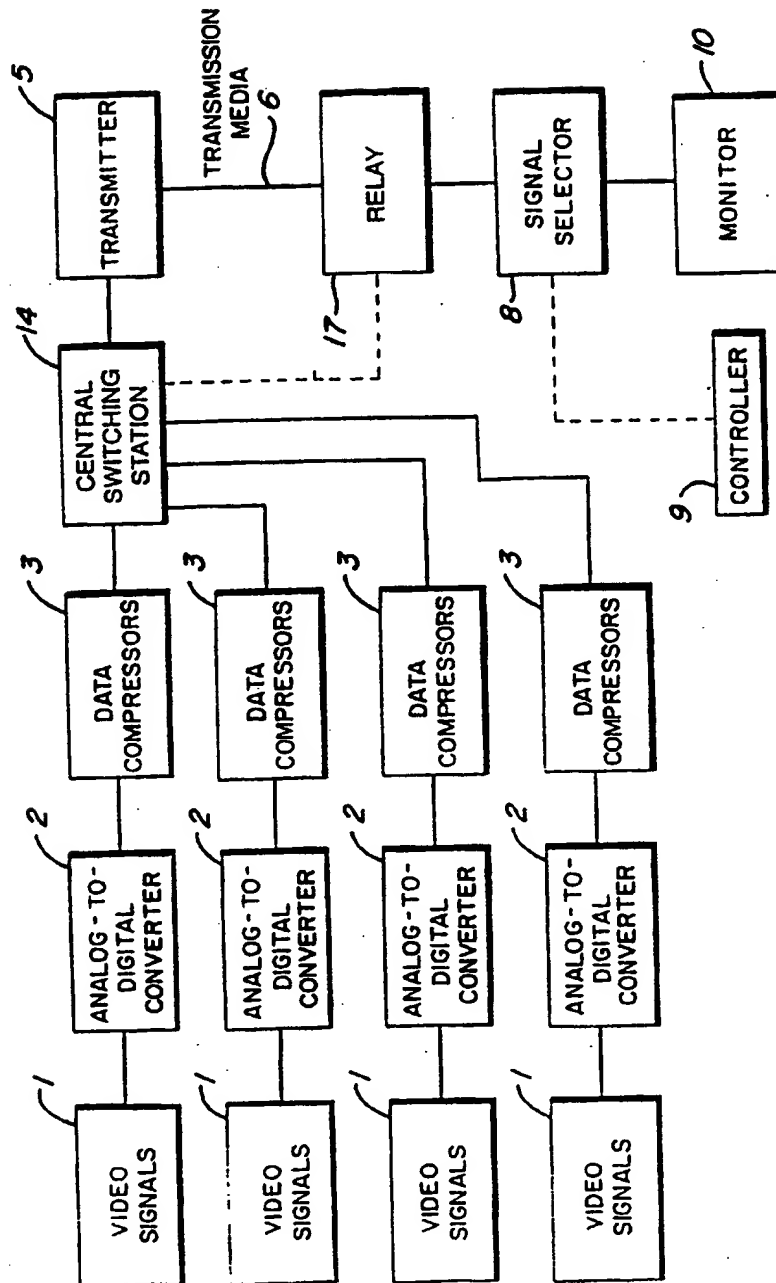 1
VIDEO
SIGNALS
2
ANALOG-TO-
DIGITAL
CONVERTER
3
DATA
COMPRESSORS
1
VIDEO
SIGNALS
2
ANALOG-TO-
DIGITAL
CONVERTER
3
DATA
COMPRESSORS
1
VIDEO
SIGNALS
2
ANALOG-TO-
DIGITAL
CONVERTER
3
DATA
COMPRESSORS
1
VIDEO
SIGNALS
2
ANALOG-TO-
DIGITAL
CONVERTER
3
DATA
COMPRESSORS
14
CENTRAL
SWITCHING
STATION
5
TRANSMITTER
TRANSMISSION
MEDIA
6
17
RELAY
8
SIGNAL
SELECTOR
9
CONTROLLER
10
MONITOR